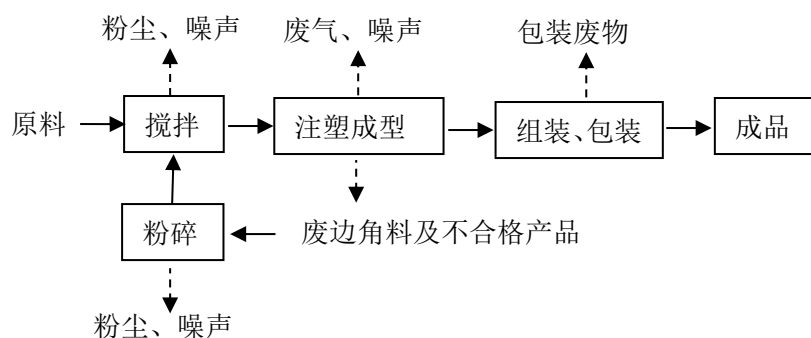 粉尘、噪声
废气、噪声
包装废物
原料
搅拌
注塑成型
组装、包装
成品
粉碎
废边角料及不合格产品
粉尘、噪声